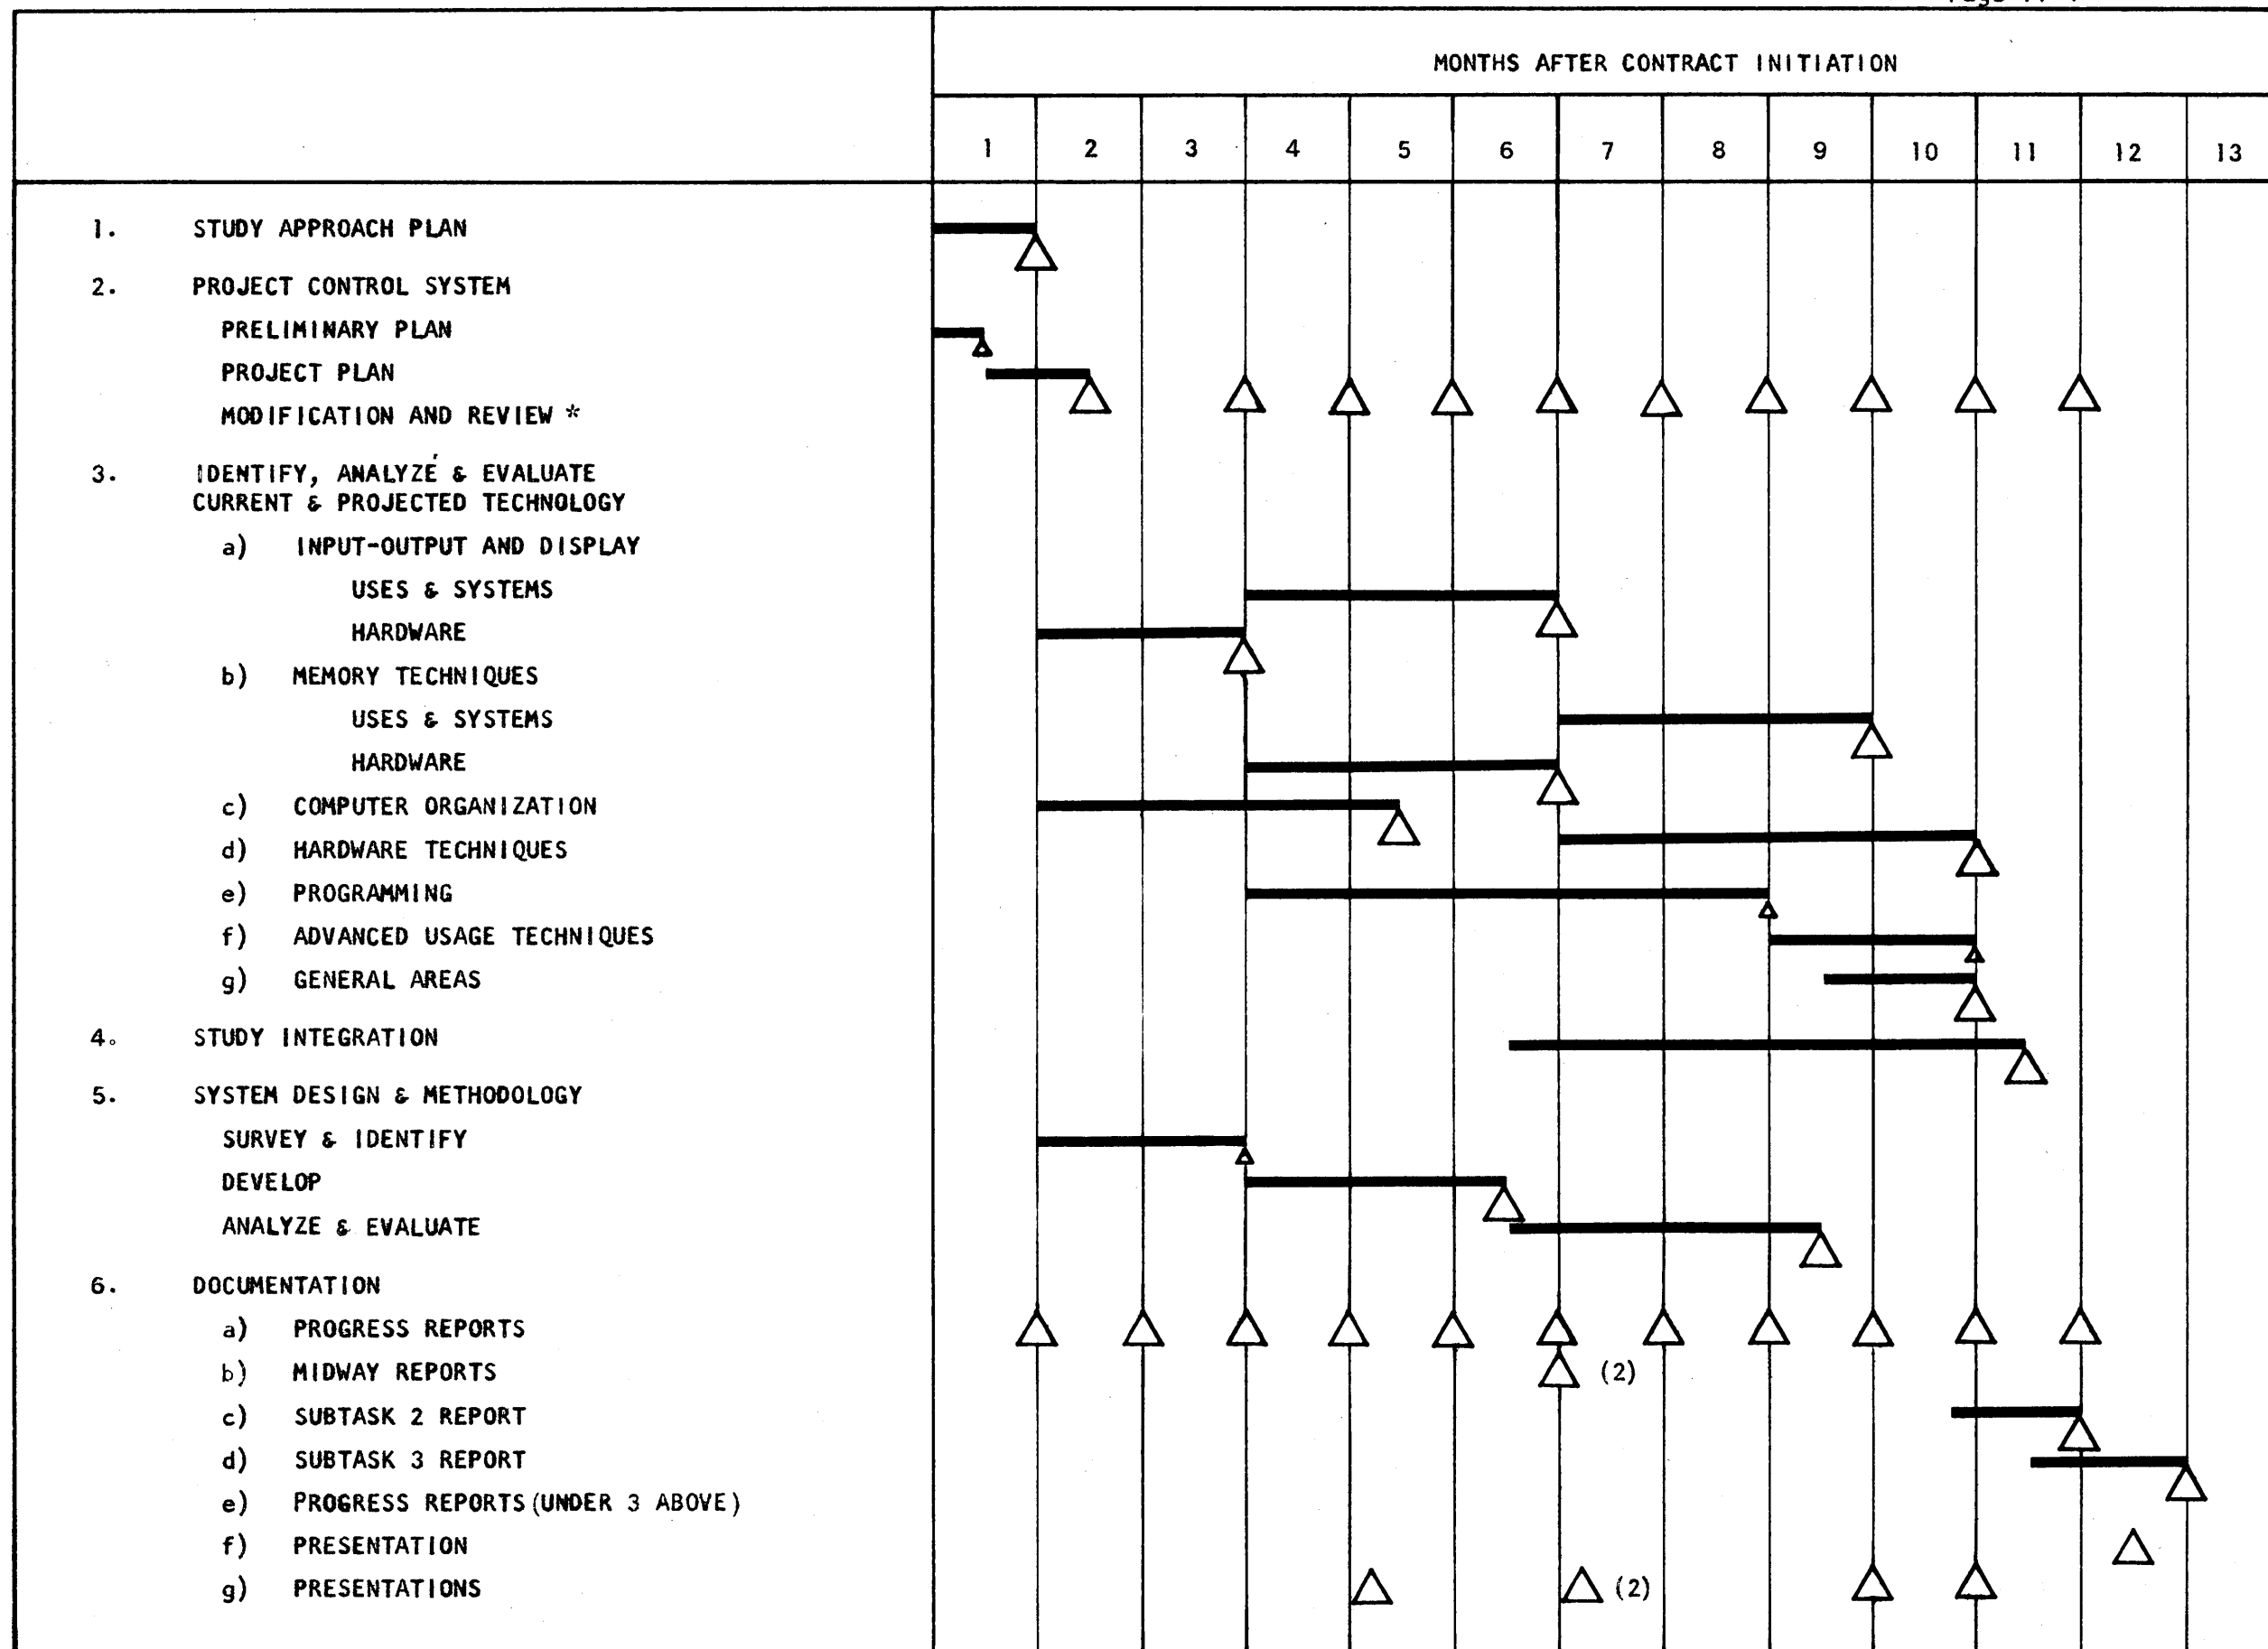 MONTHS AFTER CONTRACT INITIATION
1 2 3 4 5 6 7 8 9 10 11 12 13
1. STUDY APPROACH PLAN
2. PROJECT CONTROL SYSTEM
PRELIMINARY PLAN
PROJECT PLAN
MODIFICATION AND REVIEW *
3. IDENTIFY, ANALYZE & EVALUATE
CURRENT & PROJECTED TECHNOLOGY
a) INPUT-OUTPUT AND DISPLAY
USES & SYSTEMS
HARDWARE
b) MEMORY TECHNIQUES
USES & SYSTEMS
HARDWARE
c) COMPUTER ORGANIZATION
d) HARDWARE TECHNIQUES
e) PROGRAMMING
f) ADVANCED USAGE TECHNIQUES
g) GENERAL AREAS
4. STUDY INTEGRATION
5. SYSTEM DESIGN & METHODOLOGY
SURVEY & IDENTIFY
DEVELOP
ANALYZE & EVALUATE
6. DOCUMENTATION
a) PROGRESS REPORTS
b) MIDWAY REPORTS (2)
c) SUBTASK 2 REPORT
d) SUBTASK 3 REPORT
e) PROGRESS REPORTS (UNDER 3 ABOVE)
f) PRESENTATION
g) PRESENTATIONS (2)